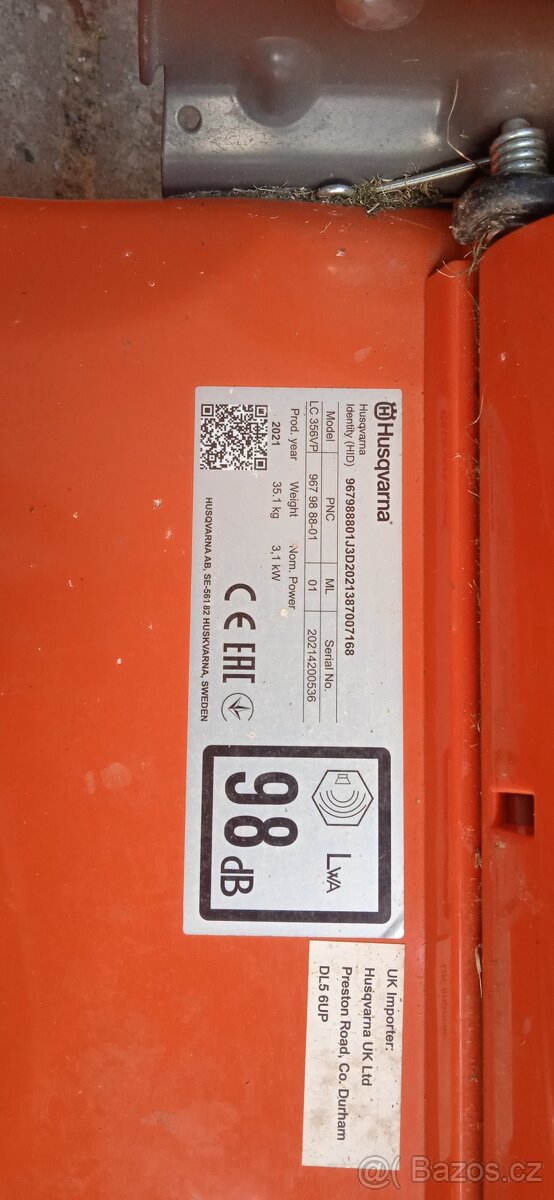 Husqvarna®
Husqvarna
Identity (HID) 967988801J3D2021387007168
Model PNC ML Serial No.
LC 356VP 967 98 88-01 01 20214200536
Prod. year Weight Nom. Power
2021 35.1 kg 3,1 kW
CE EAC
HUSQVARNA AB, SE-561 82 HUSKVARNA, SWEDEN
LWA
98 dB
UK Importer:
Husqvarna UK Ltd
Preston Road, Co. Durham
DL5 6UP
@ Bazos.cz